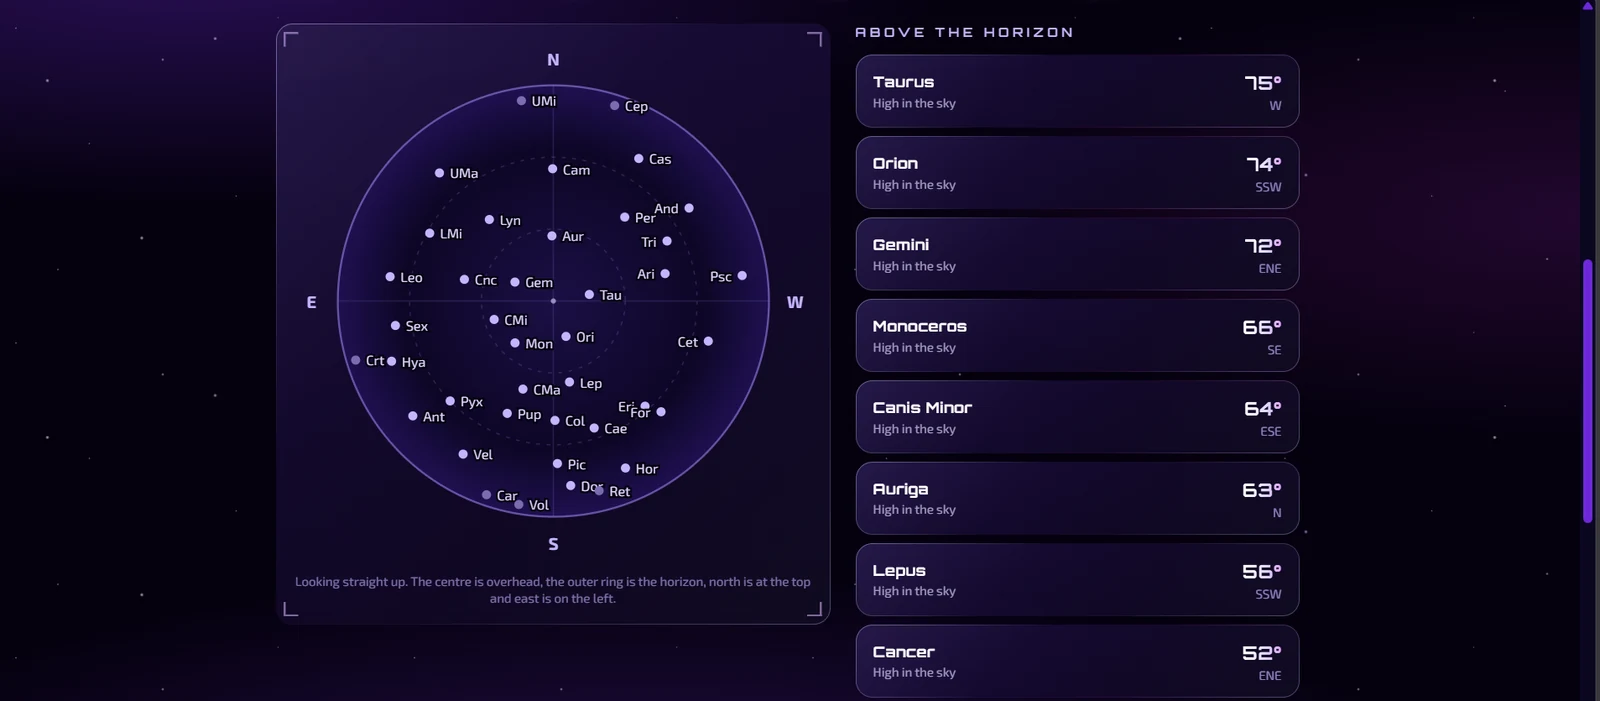 N
UMi
Cep
Cas
UMa
Cam
And
Lyn
Per
LMi
Aur
Tri
Leo
Cnc
Gem
Ari
Psc
E
Tau
W
Sex
CMi
Ori
Mon
Cet
Crt
Hya
Lep
CMa
Pyx
Eri
For
Ant
Pup
Col
Cae
Vel
Pic
Hor
Dor
Ret
Car
Vol
S
Looking straight up. The centre is overhead, the outer ring is the horizon, north is at the top
and east is on the left.
ABOVE THE HORIZON
Taurus 75°
High in the sky W
Orion 74°
High in the sky SSW
Gemini 72°
High in the sky ENE
Monoceros 66°
High in the sky SE
Canis Minor 64°
High in the sky ESE
Auriga 63°
High in the sky N
Lepus 56°
High in the sky SSW
Cancer 52°
High in the sky ENE